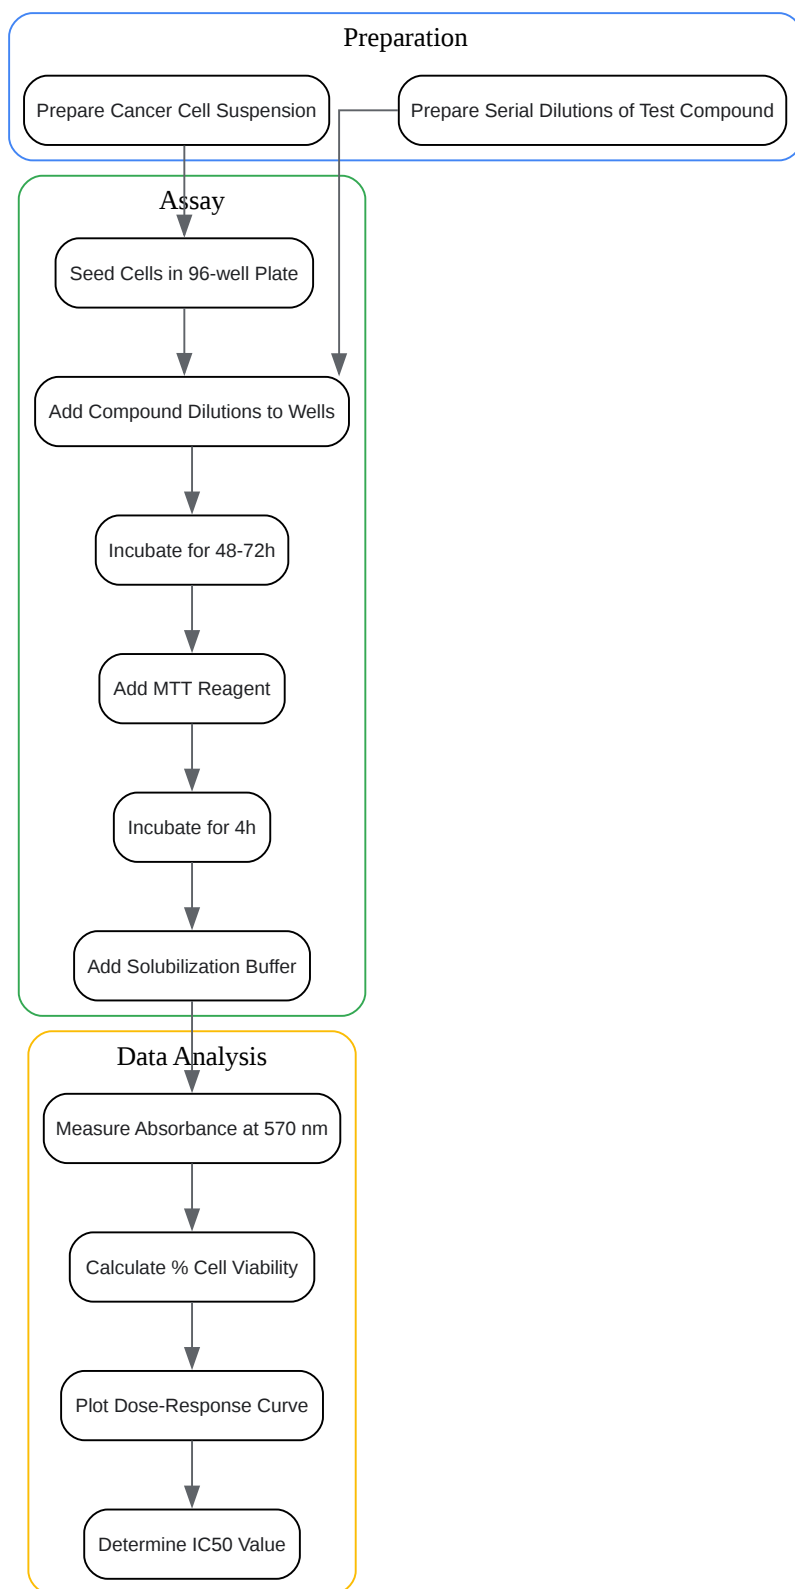 Preparation
Prepare Cancer Cell Suspension
Prepare Serial Dilutions of Test Compound
Assay
Seed Cells in 96-well Plate
Add Compound Dilutions to Wells
Incubate for 48-72h
Add MTT Reagent
Incubate for 4h
Add Solubilization Buffer
Data Analysis
Measure Absorbance at 570 nm
Calculate % Cell Viability
Plot Dose-Response Curve
Determine IC50 Value